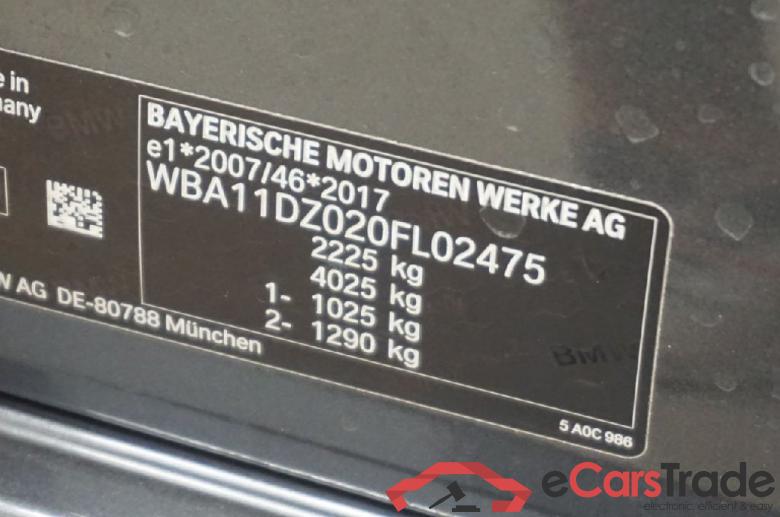 e in
many
BAYERISCHE MOTOREN WERKE AG
e1*2007/46*2017
WBA11DZ020FL02475
2225 kg
4025 kg
1- 1025 kg
2- 1290 kg
W AG DE-80788 München
5 A0C 986
eCarsTrade
electronic, efficient & easy